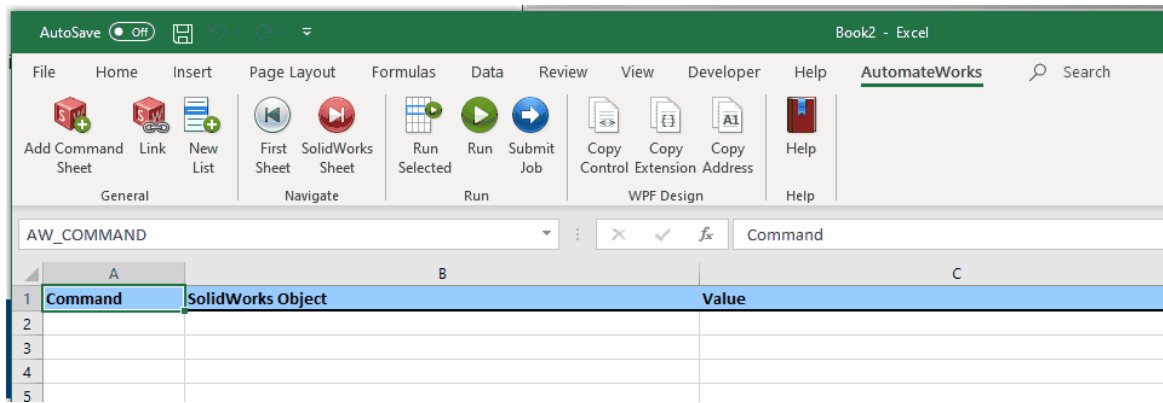 AutoSave Off Book2 - Excel
File Home Insert Page Layout Formulas Data Review View Developer Help AutomateWorks Search
Add Command Sheet Link New List First Sheet SolidWorks Sheet Run Selected Run Submit Job Copy Control Copy Extension Copy Address Help
General Navigate Run WPF Design Help
AW_COMMAND fx Command
A B C
1 Command SolidWorks Object Value
2
3
4
5